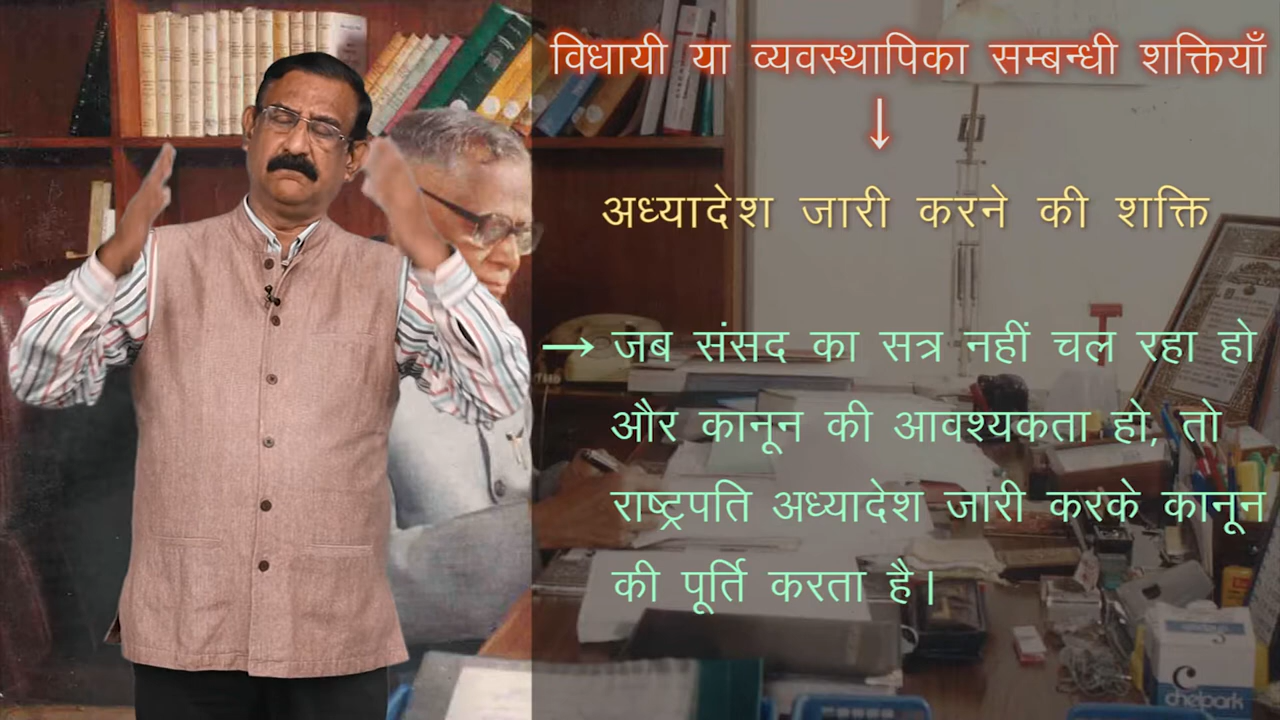 विधायी या व्यवस्थापिका सम्बन्धी शक्तियाँ
↓
अध्यादेश जारी करने की शक्ति
→ जब संसद का सत्र नहीं चल रहा हो
और कानून की आवश्यकता हो, तो
राष्ट्रपति अध्यादेश जारी करके कानून
की पूर्ति करता है।
chelpark